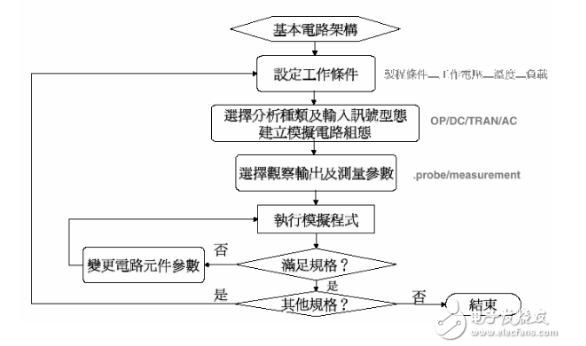 基本電路架構
設定工作條件
製程條件—工作電壓—溫度—負載
選擇分析種類及輸入訊號型態
建立模擬電路組態
OP/DC/TRAN/AC
選擇觀察輸出及測量參數
.probe/measurement
執行模擬程式
否
滿足規格？
變更電路元件參數
是
是
其他規格？
否
結束
电子发烧友
www.elecfans.com